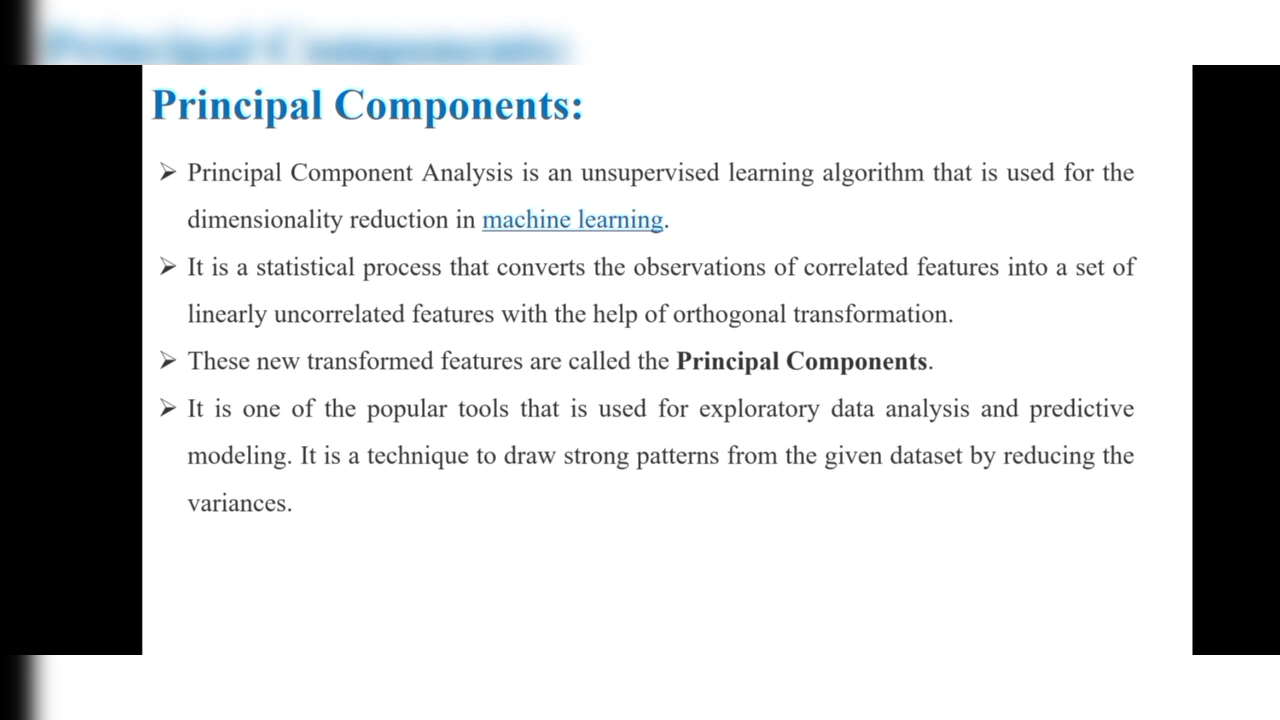 Principal Components:
➢ Principal Component Analysis is an unsupervised learning algorithm that is used for the
dimensionality reduction in machine learning.
➢ It is a statistical process that converts the observations of correlated features into a set of
linearly uncorrelated features with the help of orthogonal transformation.
➢ These new transformed features are called the Principal Components.
➢ It is one of the popular tools that is used for exploratory data analysis and predictive
modeling. It is a technique to draw strong patterns from the given dataset by reducing the
variances.